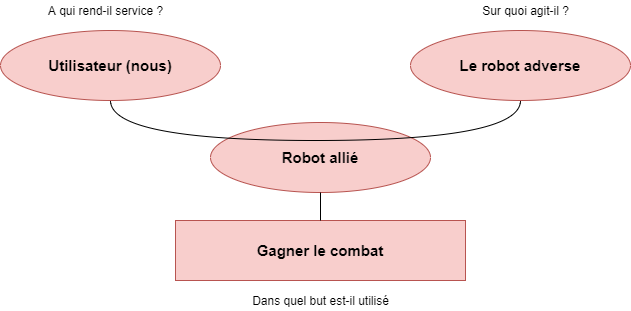 A qui rend-il service ?
Sur quoi agit-il ?
Utilisateur (nous)
Le robot adverse
Robot allié
Gagner le combat
Dans quel but est-il utilisé